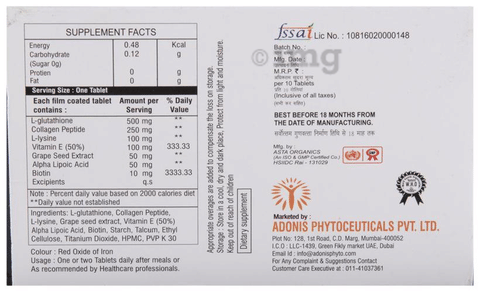 SUPPLEMENT FACTS
Energy 0.48 Kcal
Carbohydrate 0.12 g
(Sugar 0g)
Protien 0 g
Fat 0 g
Serving Size : One Tablet
Each film coated tablet contains : Amount per Serving % Daily Value
L-glutathione 500 mg **
Collagen Peptide 250 mg **
L-lysine 100 mg **
Vitamin E (50%) 100 mg 333.33
Grape Seed Extract 50 mg **
Alpha Lipoic Acid 50 mg **
Biotin 10 mg 3333.33
Excipients q.s
Note : Percent daily value based on 2000 calories diet
**Daily value not established
Ingredients: L-glutathione, Collagen Peptide,
L-lysine, Grape seed extract, Vitamin E (50%)
Alpha Lipoic Acid, Biotin, Starch, Talcum, Ethyl
Cellulose, Titanium Dioxide, HPMC, PVP K 30
Colour : Red Oxide of Iron
Use : One or two Tablets daily after meals or
As recommended by Healthcare professionals.
Appropriate overages are added to compensate the loss on storage.
Storage : Store in a cool, dry and dark place. Protect from light and moisture.
Keep out of reach of children
Dietary supplement
fssai Lic No. : 10816020000148
1mg
Batch No. :
Mfg. Date :
M.R.P. ₹
per 10 Tablets
(Inclusive of all taxes)
BEST BEFORE 18 MONTHS FROM
THE DATE OF MANUFACTURING.
Mfg. by
ASTA ORGANICS
(An ISO & GMP Certified Co.)
HSIIDC Rai - 131029
Marketed by :
ADONIS PHYTOCEUTICALS PVT. LTD.
Plot No: 128, 1st Road, C.D. Marg, Mumbai-400052
I.D.O : LLC-1439, Green Fikly market UAE, Dubai
Email Id : info@adonisphyto.com
For Any Complaint & Suggestions Contact
Customer Care Executive at : 011-41037361